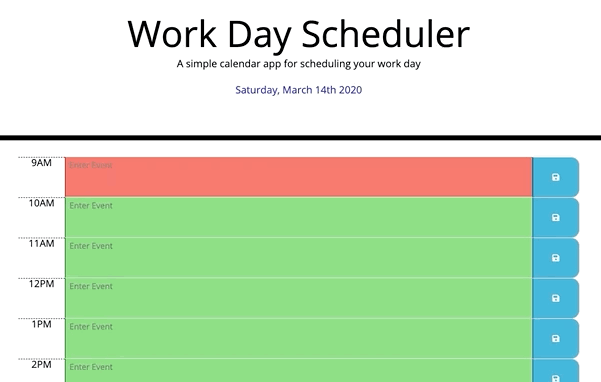 Work Day Scheduler
A simple calendar app for scheduling your work day
Saturday, March 14th 2020
9AM
Enter Event
10AM
Enter Event
11AM
Enter Event
12PM
Enter Event
1PM
Enter Event
2PM
Enter Event